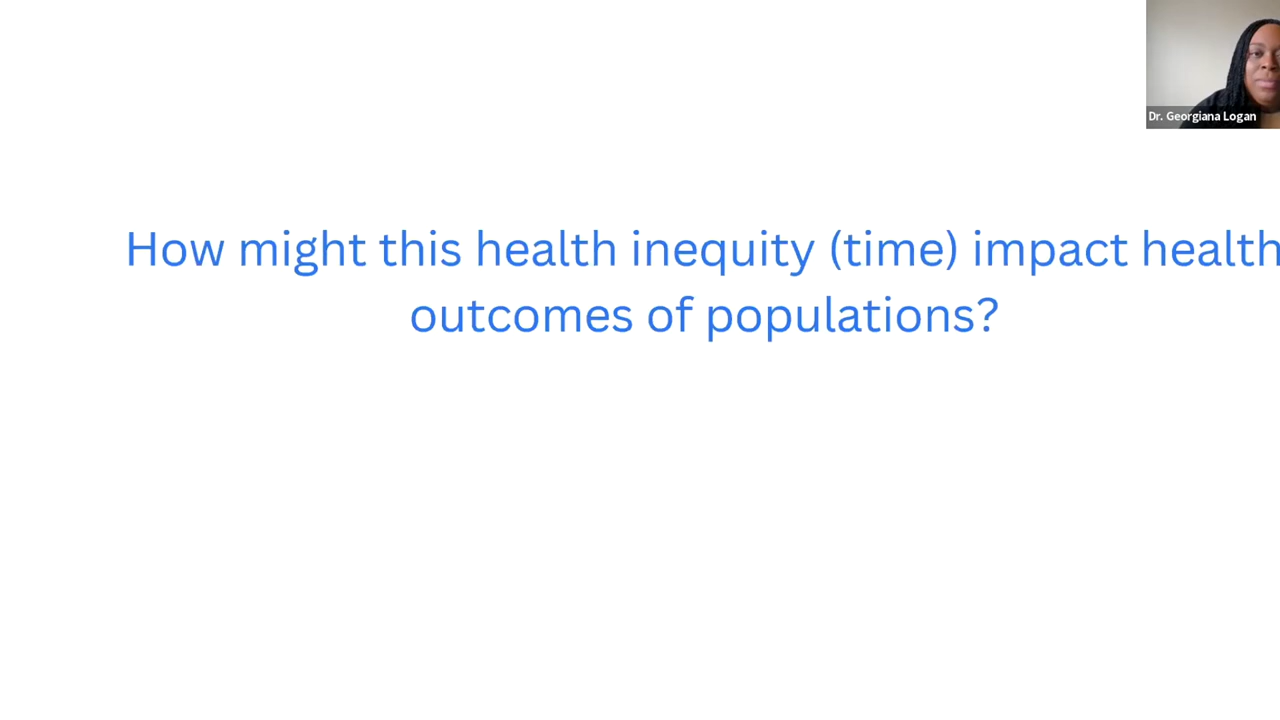 Dr. Georgiana Logan
How might this health inequity (time) impact health
outcomes of populations?